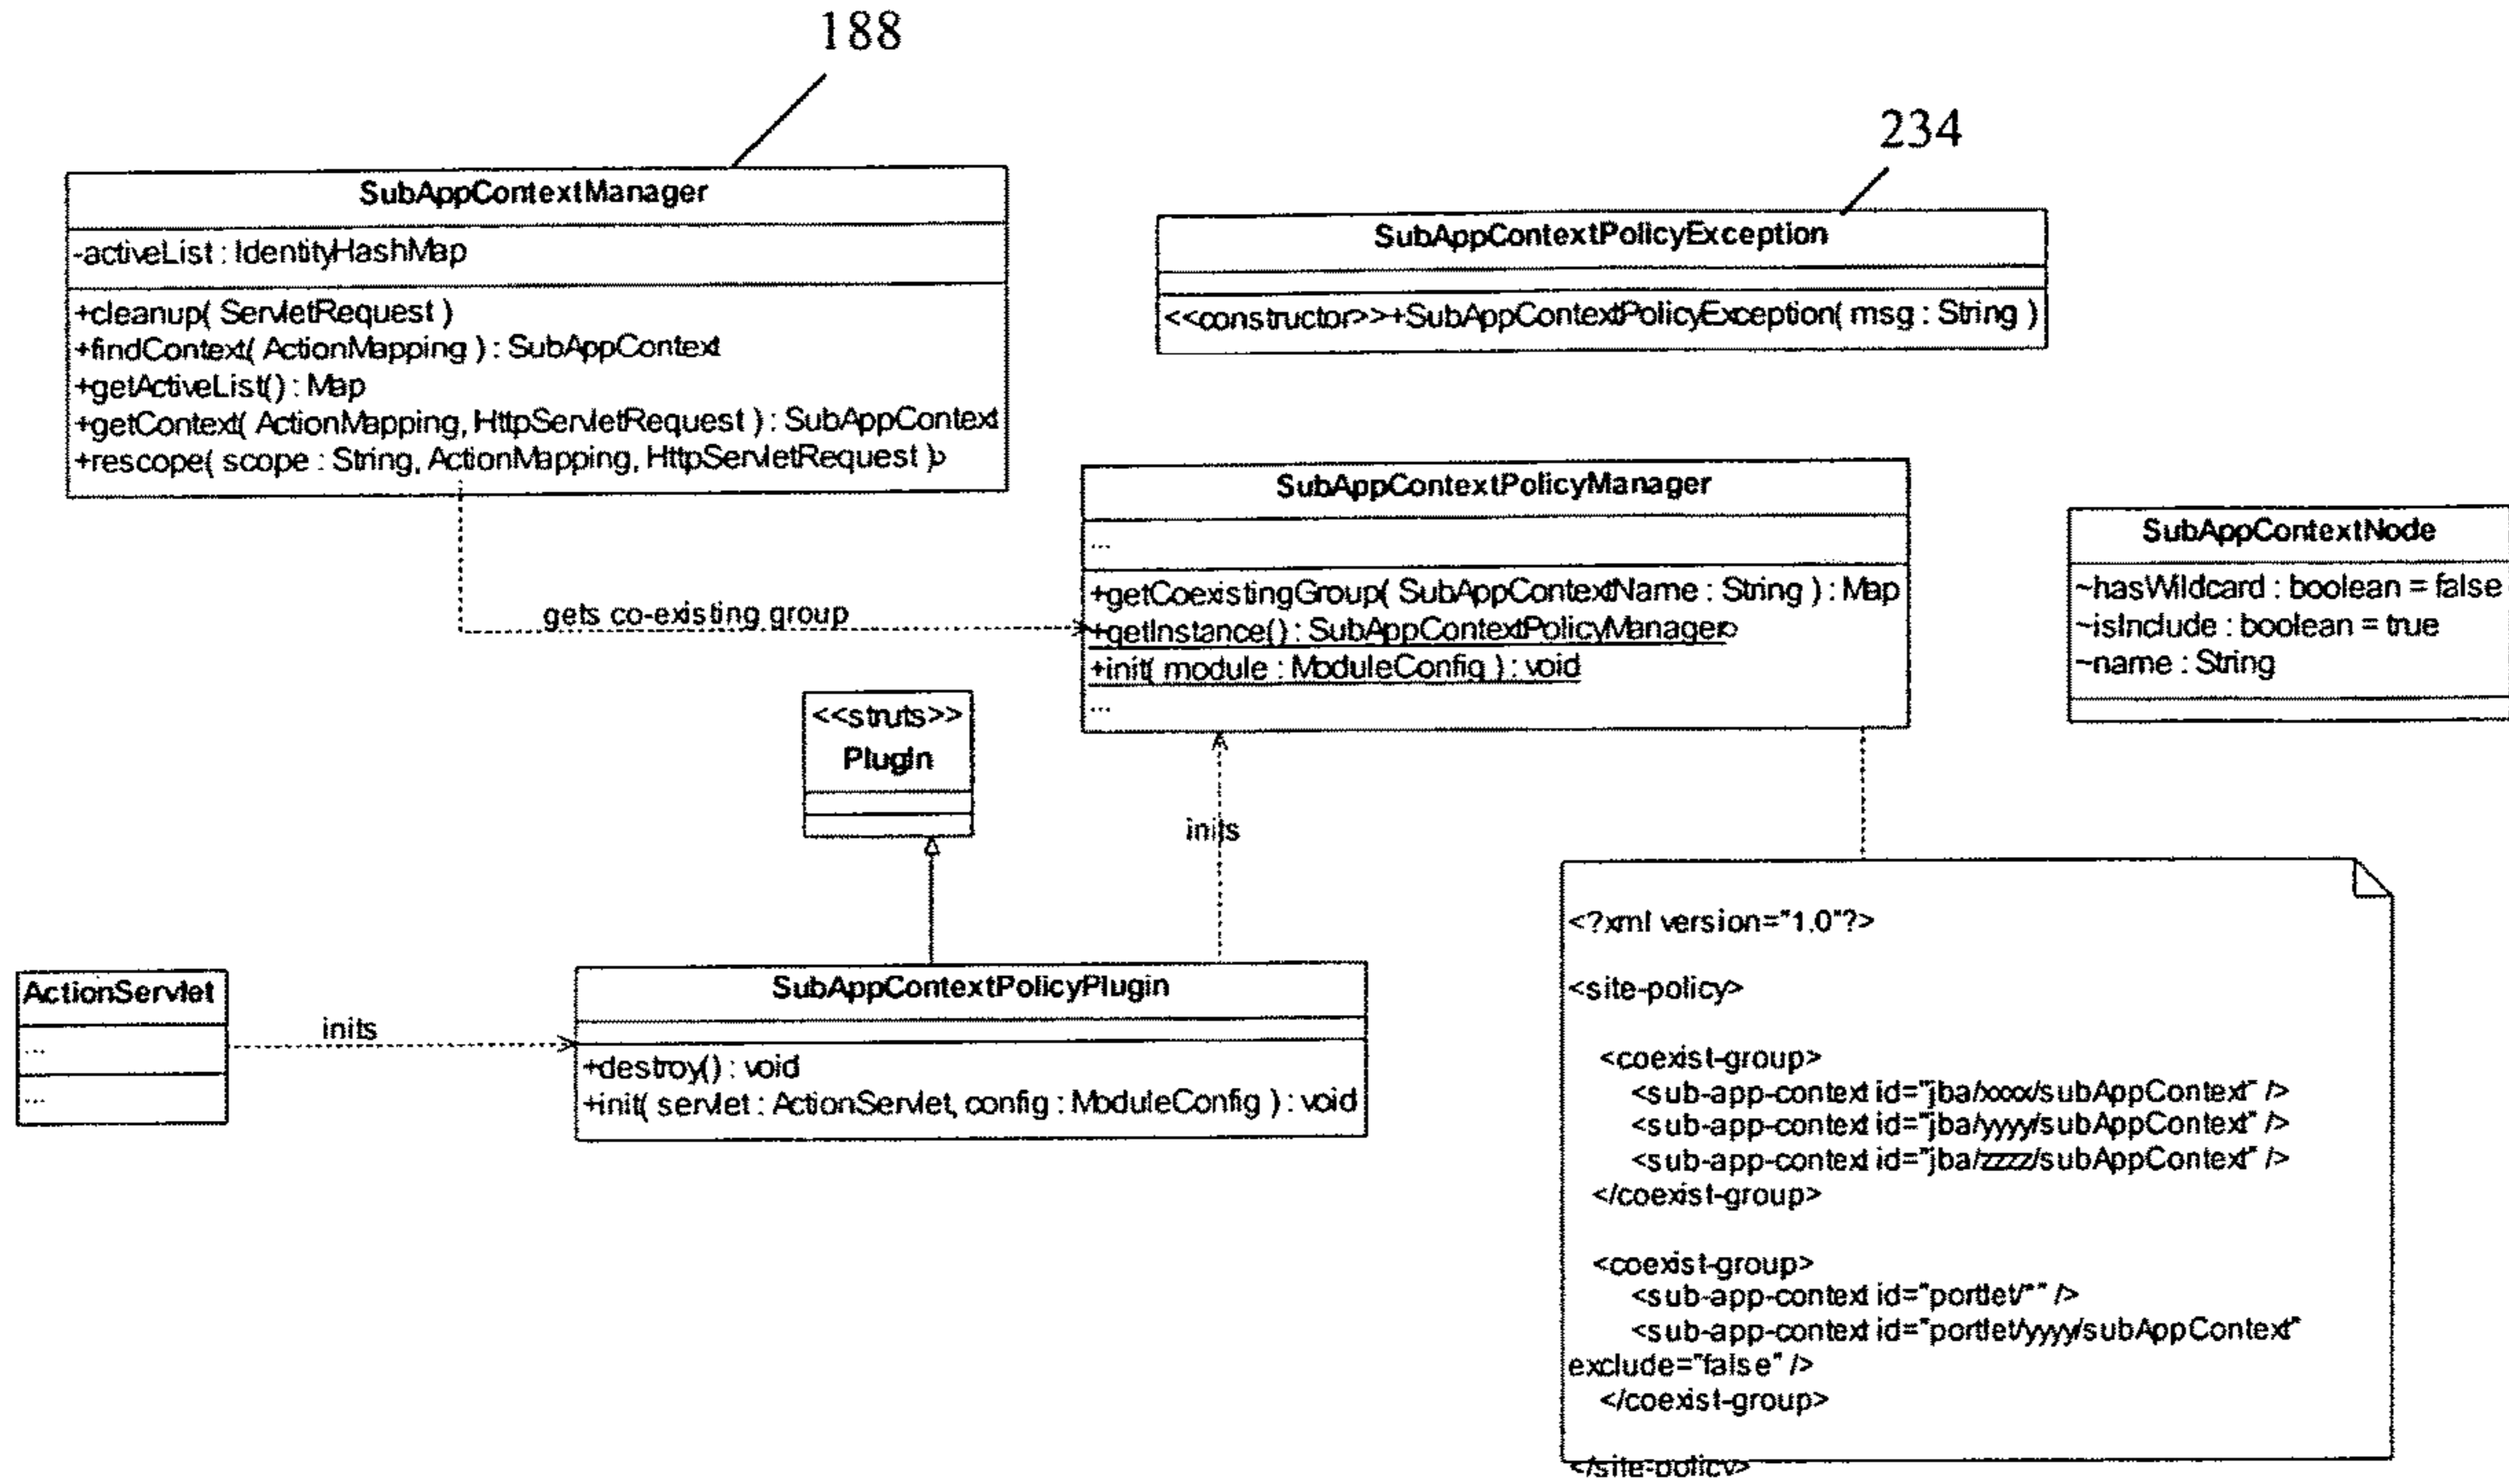 188
234
SubAppContextManager
-activeList : IdentityHashMap
+cleanup( ServletRequest )
+findContext( ActionMapping ) : SubAppContext
+getActiveList() : Map
+getContext( ActionMapping, HttpServletRequest ) : SubAppContext
+rescope( scope : String, ActionMapping, HttpServletRequest )
SubAppContextPolicyException
<<constructor>>+SubAppContextPolicyException( msg : String )
SubAppContextPolicyManager
...
+getCoexistingGroup( SubAppContextName : String ) : Map
+getInstance() : SubAppContextPolicyManager
+init( module : ModuleConfig ) : void
...
SubAppContextNode
~hasWildcard : boolean = false
~isInclude : boolean = true
~name : String
gets co-existing group
<<struts>>
PlugIn
inits
ActionServlet
...
...
inits
SubAppContextPolicyPlugin
+destroy() : void
+init( servlet : ActionServlet, config : ModuleConfig ) : void
<?xml version="1.0"?>
<site-policy>
<coexist-group>
<sub-app-context id="jba/xxxx/subAppContext" />
<sub-app-context id="jba/yyyy/subAppContext" />
<sub-app-context id="jba/zzzz/subAppContext" />
</coexist-group>
<coexist-group>
<sub-app-context id="portlet/*" />
<sub-app-context id="portlet/yyyy/subAppContext"
exclude="false" />
</coexist-group>
</site-policy>